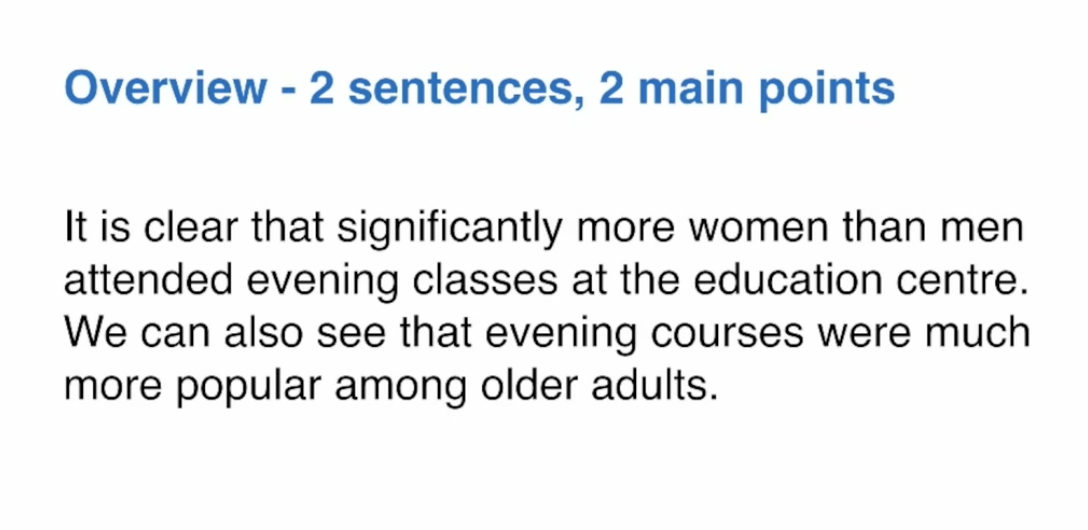 Overview - 2 sentences, 2 main points
It is clear that significantly more women than men
attended evening classes at the education centre.
We can also see that evening courses were much
more popular among older adults.